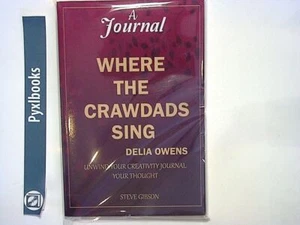 Pyxlbooks
A
Journal
WHERE
THE
CRAWDADS
SING
DELIA OWENS
UNWIND YOUR CREATIVITY JOURNAL
YOUR THOUGHT
STEVE GIBSON